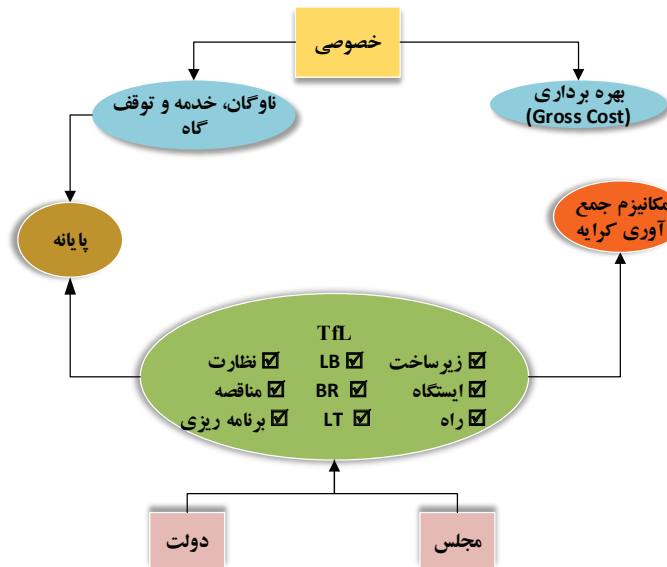 خصوصی
ناوگان، خدمه و توقف
گاه
بهره برداری
(Gross Cost)
پایانه
مکانیزم جمع
آوری کرایه
TfL
☑ زیرساخت ☑ LB ☑ نظارت
☑ ایستگاه ☑ BR ☑ مناقصه
☑ راه ☑ LT ☑ برنامه ریزی
مجلس
دولت